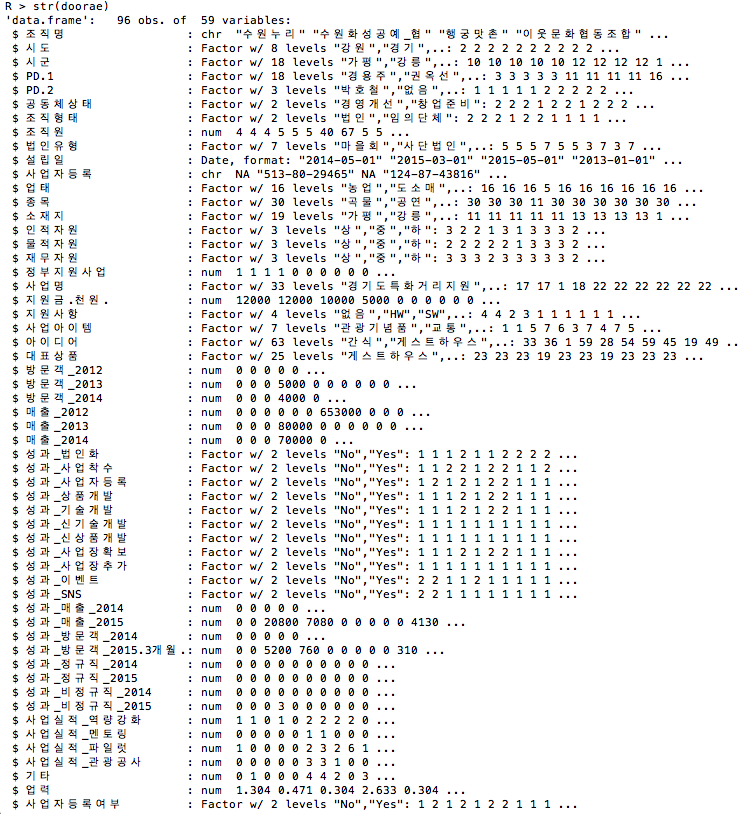 R > str(doorae)
'data.frame':   96 obs. of  59 variables:
 $ 조직명                 : chr  "수원누리" "수원화성공예_협" "행궁맛촌" "이웃문화협동조합" ...
 $ 시도                   : Factor w/ 8 levels "강원","경기",..: 2 2 2 2 2 2 2 2 2 2 ...
 $ 시군                   : Factor w/ 18 levels "가평","강릉",..: 10 10 10 10 10 12 12 12 12 1 ...
 $ PD.1                   : Factor w/ 18 levels "경용주","권옥선",..: 3 3 3 3 3 11 11 11 11 16 ...
 $ PD.2                   : Factor w/ 3 levels "박호철","없음",..: 1 1 1 1 1 2 2 2 2 2 ...
 $ 공동체상태             : Factor w/ 2 levels "경영개선","창업준비": 2 2 2 1 2 2 1 2 2 2 ...
 $ 조직형태               : Factor w/ 2 levels "법인","임의단체": 2 2 2 1 2 2 1 1 1 1 ...
 $ 조직원                 : num  4 4 4 5 5 5 40 67 5 5 ...
 $ 법인유형               : Factor w/ 7 levels "마을회","사단법인",..: 5 5 5 7 5 5 3 7 3 7 ...
 $ 설립일                 : Date, format: "2014-05-01" "2015-03-01" "2015-05-01" "2013-01-01" ...
 $ 사업자등록             : chr  NA "513-80-29465" NA "124-87-43816" ...
 $ 업태                   : Factor w/ 16 levels "농업","도소매",..: 16 16 16 5 16 16 16 16 16 16 ...
 $ 종목                   : Factor w/ 30 levels "곡물","공연",..: 30 30 30 11 30 30 30 30 30 30 ...
 $ 소재지                 : Factor w/ 19 levels "가평","강릉",..: 11 11 11 11 11 13 13 13 13 1 ...
 $ 인적자원               : Factor w/ 3 levels "상","중","하": 3 2 2 1 3 1 3 3 3 2 ...
 $ 물적자원               : Factor w/ 3 levels "상","중","하": 2 2 2 2 2 1 3 3 3 2 ...
 $ 재무자원               : Factor w/ 3 levels "상","중","하": 3 3 3 2 3 3 3 3 3 2 ...
 $ 정부지원사업           : num  1 1 1 1 0 0 0 0 0 0 ...
 $ 사업명                 : Factor w/ 33 levels "경기도특화거리지원",..: 17 17 1 18 22 22 22 22 22 22 ...
 $ 지원금.천원.           : num  12000 12000 10000 5000 0 0 0 0 0 0 ...
 $ 지원사항               : Factor w/ 4 levels "없음","HW","SW",..: 4 4 2 3 1 1 1 1 1 1 ...
 $ 사업아이템             : Factor w/ 7 levels "관광기념품","교통",..: 1 1 5 7 6 3 7 4 7 5 ...
 $ 아이디어               : Factor w/ 63 levels "간식","게스트하우스",..: 33 36 1 59 28 54 59 45 19 49 ..
 $ 대표상품               : Factor w/ 25 levels "게스트하우스",..: 23 23 23 19 23 23 19 23 23 23 ...
 $ 방문객_2012            : num  0 0 0 0 0 ...
 $ 방문객_2013            : num  0 0 0 5000 0 0 0 0 0 0 ...
 $ 방문객_2014            : num  0 0 0 4000 0 ...
 $ 매출_2012              : num  0 0 0 0 0 0 653000 0 0 0 ...
 $ 매출_2013              : num  0 0 0 80000 0 0 0 0 0 0 ...
 $ 매출_2014              : num  0 0 0 70000 0 ...
 $ 성과_법인화            : Factor w/ 2 levels "No","Yes": 1 1 1 2 1 1 2 2 2 2 ...
 $ 성과_사업착수          : Factor w/ 2 levels "No","Yes": 1 1 2 2 1 2 2 1 1 2 ...
 $ 성과_사업자등록        : Factor w/ 2 levels "No","Yes": 1 2 1 2 1 2 2 1 1 1 ...
 $ 성과_상품개발          : Factor w/ 2 levels "No","Yes": 1 1 2 1 1 1 1 1 1 1 ...
 $ 성과_기술개발          : Factor w/ 2 levels "No","Yes": 1 1 2 1 2 1 1 1 1 1 ...
 $ 성과_신기술개발        : Factor w/ 2 levels "No","Yes": 1 1 1 1 1 1 1 1 1 1 ...
 $ 성과_신상품개발        : Factor w/ 2 levels "No","Yes": 1 1 1 1 1 1 1 1 1 1 ...
 $ 성과_사업장확보        : Factor w/ 2 levels "No","Yes": 1 1 2 1 1 2 1 1 1 2 ...
 $ 성과_사업장추가        : Factor w/ 2 levels "No","Yes": 1 1 1 1 1 1 1 1 1 1 ...
 $ 성과_이벤트            : Factor w/ 2 levels "No","Yes": 2 2 1 1 2 1 1 1 1 1 ...
 $ 성과_SNS               : Factor w/ 2 levels "No","Yes": 2 2 1 1 1 1 1 1 1 1 ...
 $ 성과_매출_2014         : num  0 0 0 0 0 ...
 $ 성과_매출_2015         : num  0 0 20800 7080 0 0 0 0 0 4130 ...
 $ 성과_방문객_2014       : num  0 0 0 0 0 ...
 $ 성과_방문객_2015.3개월.: num  0 0 5200 760 0 0 0 0 0 310 ...
 $ 성과_정규직_2014       : num  0 0 0 0 0 0 0 0 0 0 ...
 $ 성과_정규직_2015       : num  0 0 0 0 0 0 0 0 0 0 ...
 $ 성과_비정규직_2014     : num  0 0 0 0 0 0 0 0 0 0 ...
 $ 성과_비정규직_2015     : num  0 0 0 3 0 0 0 0 0 0 ...
 $ 사업실적_역량강화      : num  1 1 0 1 0 2 2 2 2 0 ...
 $ 사업실적_멘토링        : num  0 0 0 0 0 1 1 0 0 0 ...
 $ 사업실적_파일럿        : num  1 0 0 0 0 2 3 2 6 1 ...
 $ 사업실적_관광공사      : num  0 0 0 0 0 3 3 1 0 0 ...
 $ 기타                   : num  0 1 0 0 0 4 4 2 0 3 ...
 $ 업력                   : num  1.304 0.471 0.304 2.633 0.304 ...
 $ 사업자등록여부         : Factor w/ 2 levels "No","Yes": 1 2 1 2 1 2 2 1 1 1 ...